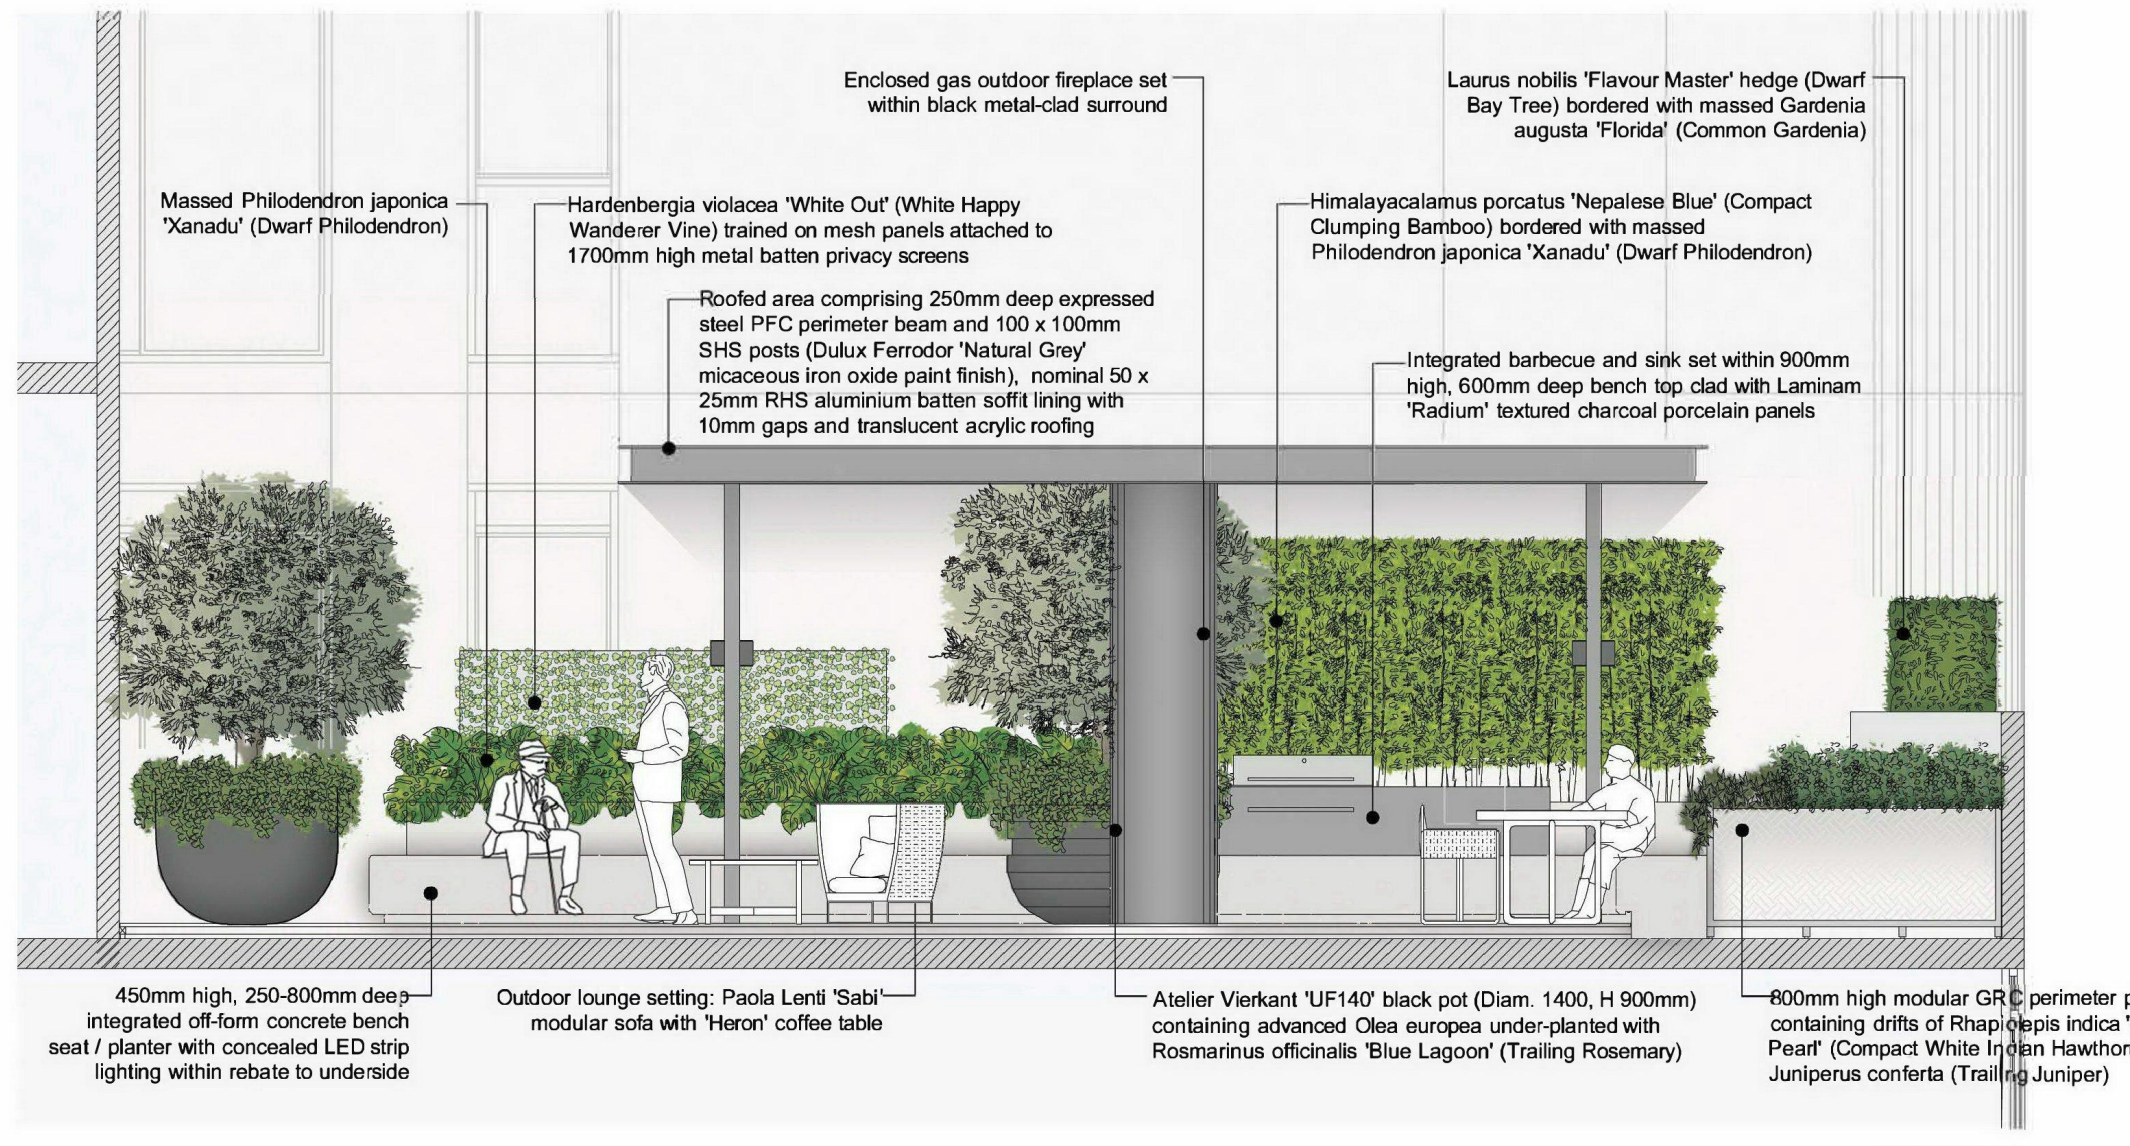 Enclosed gas outdoor fireplace set
within black metal-clad surround
Laurus nobilis 'Flavour Master' hedge (Dwarf
Bay Tree) bordered with massed Gardenia
augusta 'Florida' (Common Gardenia)
Massed Philodendron japonica
'Xanadu' (Dwarf Philodendron)
Hardenbergia violacea 'White Out' (White Happy
Wanderer Vine) trained on mesh panels attached to
1700mm high metal batten privacy screens
Himalayacalamus porcatus 'Nepalese Blue' (Compact
Clumping Bamboo) bordered with massed
Philodendron japonica 'Xanadu' (Dwarf Philodendron)
Roofed area comprising 250mm deep expressed
steel PFC perimeter beam and 100 x 100mm
SHS posts (Dulux Ferrodor 'Natural Grey'
micaceous iron oxide paint finish), nominal 50 x
25mm RHS aluminium batten soffit lining with
10mm gaps and translucent acrylic roofing
Integrated barbecue and sink set within 900mm
high, 600mm deep bench top clad with Laminam
'Radium' textured charcoal porcelain panels
450mm high, 250-800mm deep
integrated off-form concrete bench
seat / planter with concealed LED strip
lighting within rebate to underside
Outdoor lounge setting: Paola Lenti 'Sabi'
modular sofa with 'Heron' coffee table
Atelier Vierkant 'UF140' black pot (Diam. 1400, H 900mm)
containing advanced Olea europea under-planted with
Rosmarinus officinalis 'Blue Lagoon' (Trailing Rosemary)
800mm high modular GRC perimeter p
containing drifts of Rhapiolepis indica '
Pearl' (Compact White Indian Hawthor
Juniperus conferta (Trailing Juniper)